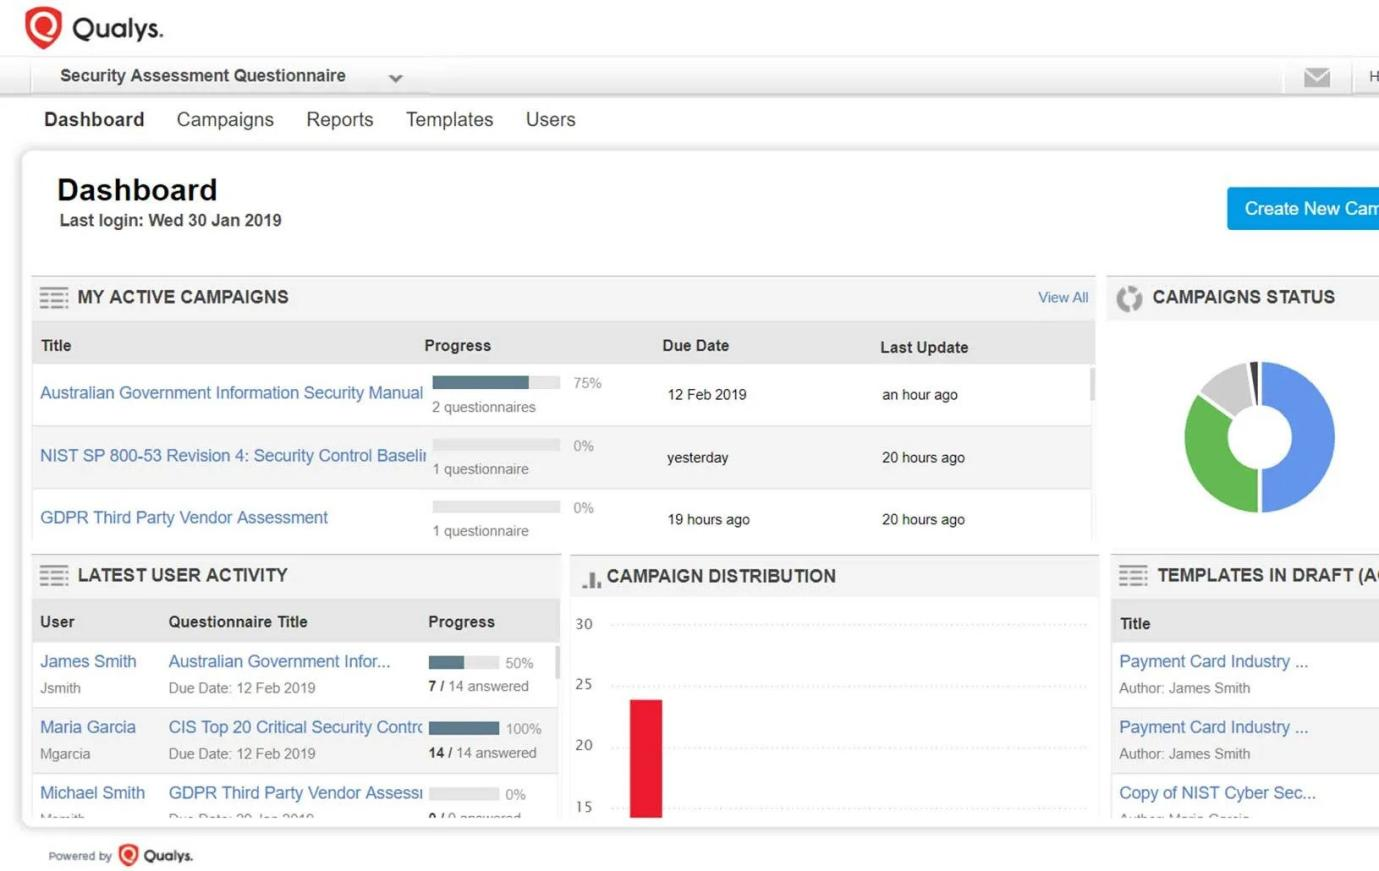 Qualys.
Security Assessment Questionnaire
Dashboard Campaigns Reports Templates Users
Dashboard
Last login: Wed 30 Jan 2019
Create New
MY ACTIVE CAMPAIGNS View All
Title Progress Due Date Last Update
Australian Government Information Security Manual 75% 12 Feb 2019 an hour ago
2 questionnaires
NIST SP 800-53 Revision 4: Security Control 0% yesterday 20 hours ago
1 questionnaire
GDPR Third Party Vendor Assessment 0% 19 hours ago 20 hours ago
1 questionnaire
CAMPAIGNS STATUS
LATEST USER ACTIVITY
User Questionnaire Title Progress
James Smith Australian Government Infor... 50%
Jsmith Due Date: 12 Feb 2019 7 / 14 answered
Maria Garcia CIS Top 20 Critical Security 100%
Mgarcia Due Date: 12 Feb 2019 14 / 14 answered
Michael Smith GDPR Third Party Vendor 0%
CAMPAIGN DISTRIBUTION
30
25
20
15
TEMPLATES IN DRAFT
Title
Payment Card Industry ...
Author: James Smith
Payment Card Industry ...
Author: James Smith
Copy of NIST Cyber Sec...
Powered by Qualys.